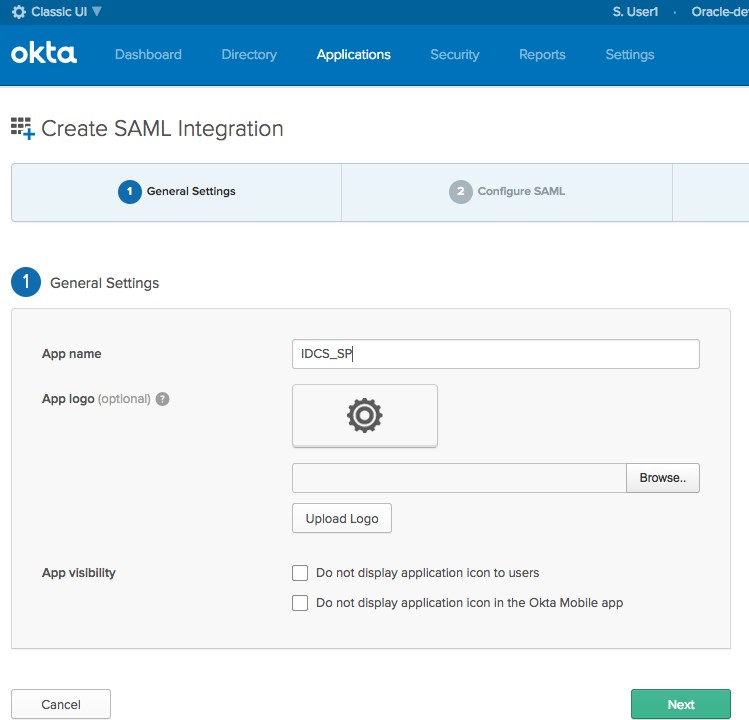 Classic UI S. User1 · Oracle-de
okta Dashboard Directory Applications Security Reports Settings
Create SAML Integration
1 General Settings 2 Configure SAML
1 General Settings
App name IDCS_SP
App logo (optional) ?
Browse..
Upload Logo
App visibility Do not display application icon to users
Do not display application icon in the Okta Mobile app
Cancel Next